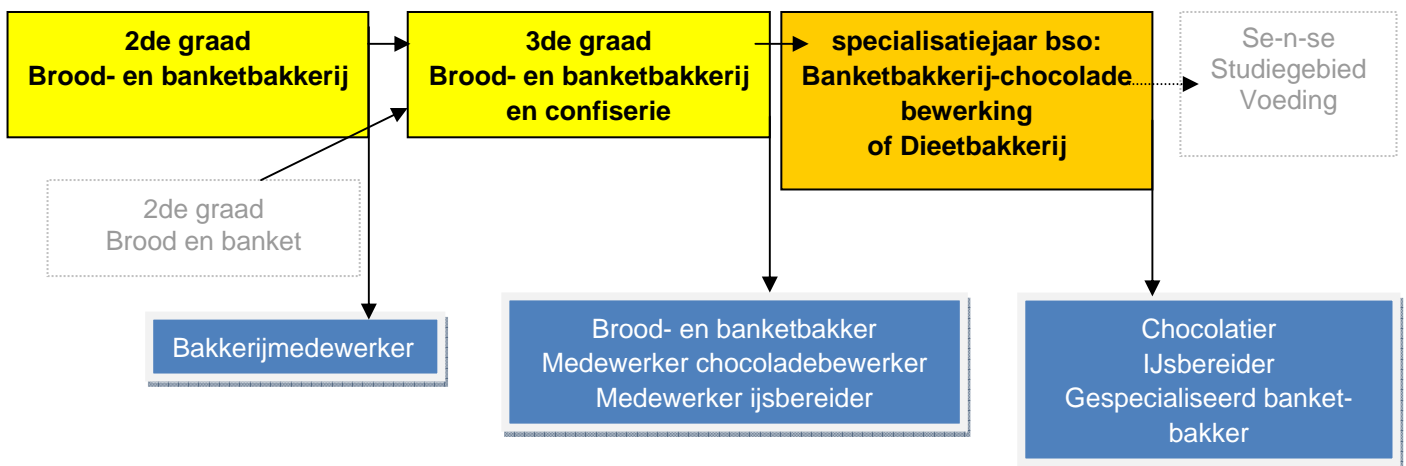 2de graad
Brood- en banketbakkerij
3de graad
Brood- en banketbakkerij
en confiserie
specialisatiejaar bso:
Banketbakkerij-chocolade
bewerking
of Dieetbakkerij
Se-n-se
Studiegebied
Voeding
2de graad
Brood en banket
Bakkerijmedewerker
Brood- en banketbakker
Medewerker chocoladebewerker
Medewerker ijsbereider
Chocolatier
IJsbereider
Gespecialiseerd banket-
bakker